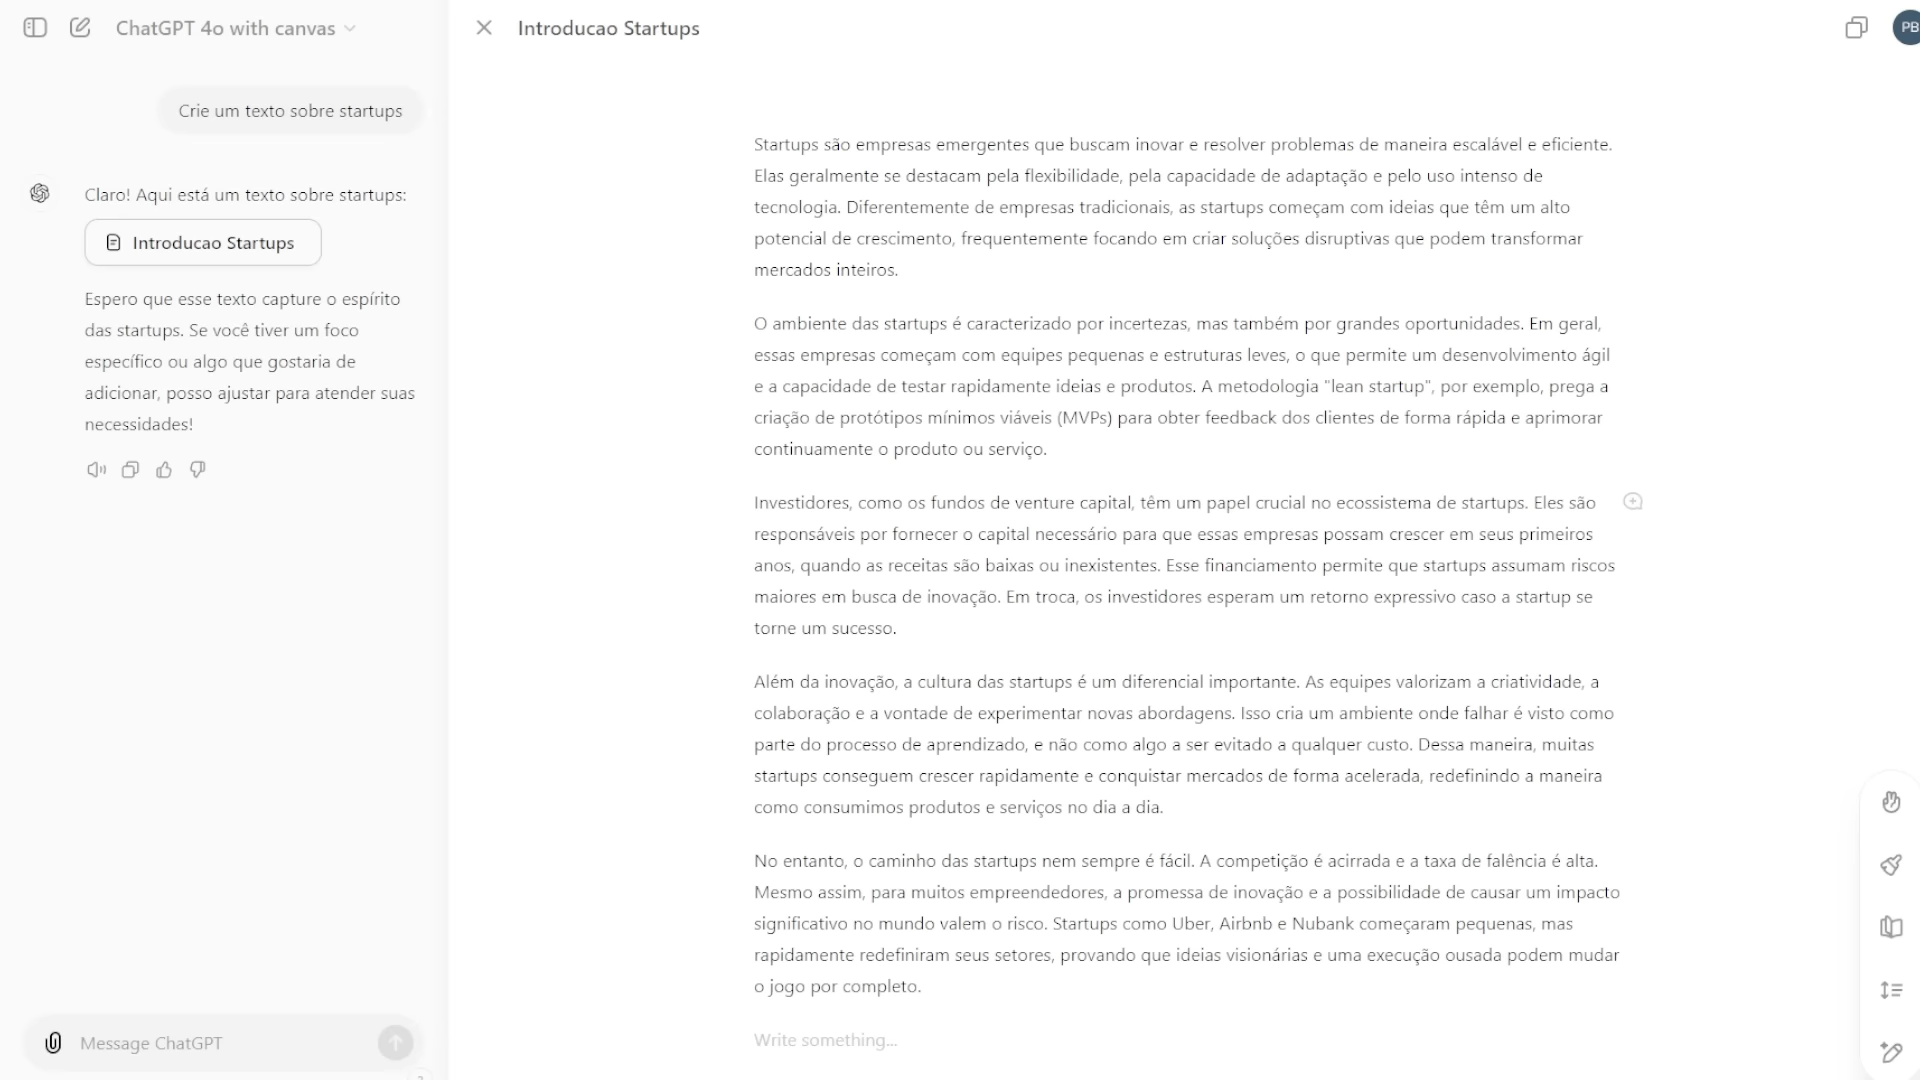 ChatGPT 4o with canvas
Introducao Startups
PB
Crie um texto sobre startups
Claro! Aqui está um texto sobre startups:
Introducao Startups
Espero que esse texto capture o espírito
das startups. Se você tiver um foco
específico ou algo que gostaria de
adicionar, posso ajustar para atender suas
necessidades!
Message ChatGPT
Startups são empresas emergentes que buscam inovar e resolver problemas de maneira escalável e eficiente.
Elas geralmente se destacam pela flexibilidade, pela capacidade de adaptação e pelo uso intenso de
tecnologia. Diferentemente de empresas tradicionais, as startups começam com ideias que têm um alto
potencial de crescimento, frequentemente focando em criar soluções disruptivas que podem transformar
mercados inteiros.
O ambiente das startups é caracterizado por incertezas, mas também por grandes oportunidades. Em geral,
essas empresas começam com equipes pequenas e estruturas leves, o que permite um desenvolvimento ágil
e a capacidade de testar rapidamente ideias e produtos. A metodologia "lean startup", por exemplo, prega a
criação de protótipos mínimos viáveis (MVPs) para obter feedback dos clientes de forma rápida e aprimorar
continuamente o produto ou serviço.
Investidores, como os fundos de venture capital, têm um papel crucial no ecossistema de startups. Eles são
responsáveis por fornecer o capital necessário para que essas empresas possam crescer em seus primeiros
anos, quando as receitas são baixas ou inexistentes. Esse financiamento permite que startups assumam riscos
maiores em busca de inovação. Em troca, os investidores esperam um retorno expressivo caso a startup se
torne um sucesso.
Além da inovação, a cultura das startups é um diferencial importante. As equipes valorizam a criatividade, a
colaboração e a vontade de experimentar novas abordagens. Isso cria um ambiente onde falhar é visto como
parte do processo de aprendizado, e não como algo a ser evitado a qualquer custo. Dessa maneira, muitas
startups conseguem crescer rapidamente e conquistar mercados de forma acelerada, redefinindo a maneira
como consumimos produtos e serviços no dia a dia.
No entanto, o caminho das startups nem sempre é fácil. A competição é acirrada e a taxa de falência é alta.
Mesmo assim, para muitos empreendedores, a promessa de inovação e a possibilidade de causar um impacto
significativo no mundo valem o risco. Startups como Uber, Airbnb e Nubank começaram pequenas, mas
rapidamente redefiniram seus setores, provando que ideias visionárias e uma execução ousada podem mudar
o jogo por completo.
Write something...